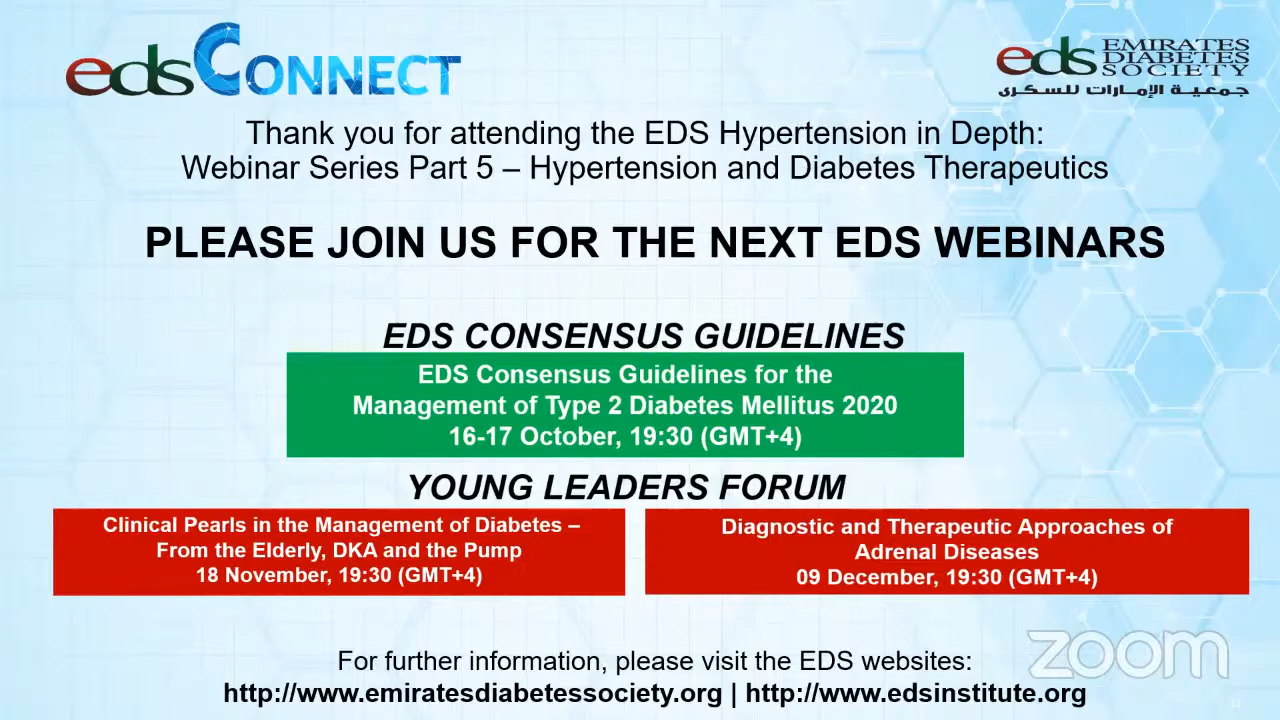 eds CONNECT
eds EMIRATES
DIABETES
SOCIETY
جمعية الإمارات للسكرى
Thank you for attending the EDS Hypertension in Depth:
Webinar Series Part 5 – Hypertension and Diabetes Therapeutics
PLEASE JOIN US FOR THE NEXT EDS WEBINARS
EDS CONSENSUS GUIDELINES
EDS Consensus Guidelines for the
Management of Type 2 Diabetes Mellitus 2020
16-17 October, 19:30 (GMT+4)
YOUNG LEADERS FORUM
Clinical Pearls in the Management of Diabetes –
From the Elderly, DKA and the Pump
18 November, 19:30 (GMT+4)
Diagnostic and Therapeutic Approaches of
Adrenal Diseases
09 December, 19:30 (GMT+4)
zoom
For further information, please visit the EDS websites:
http://www.emiratesdiabetessociety.org | http://www.edsinstitute.org